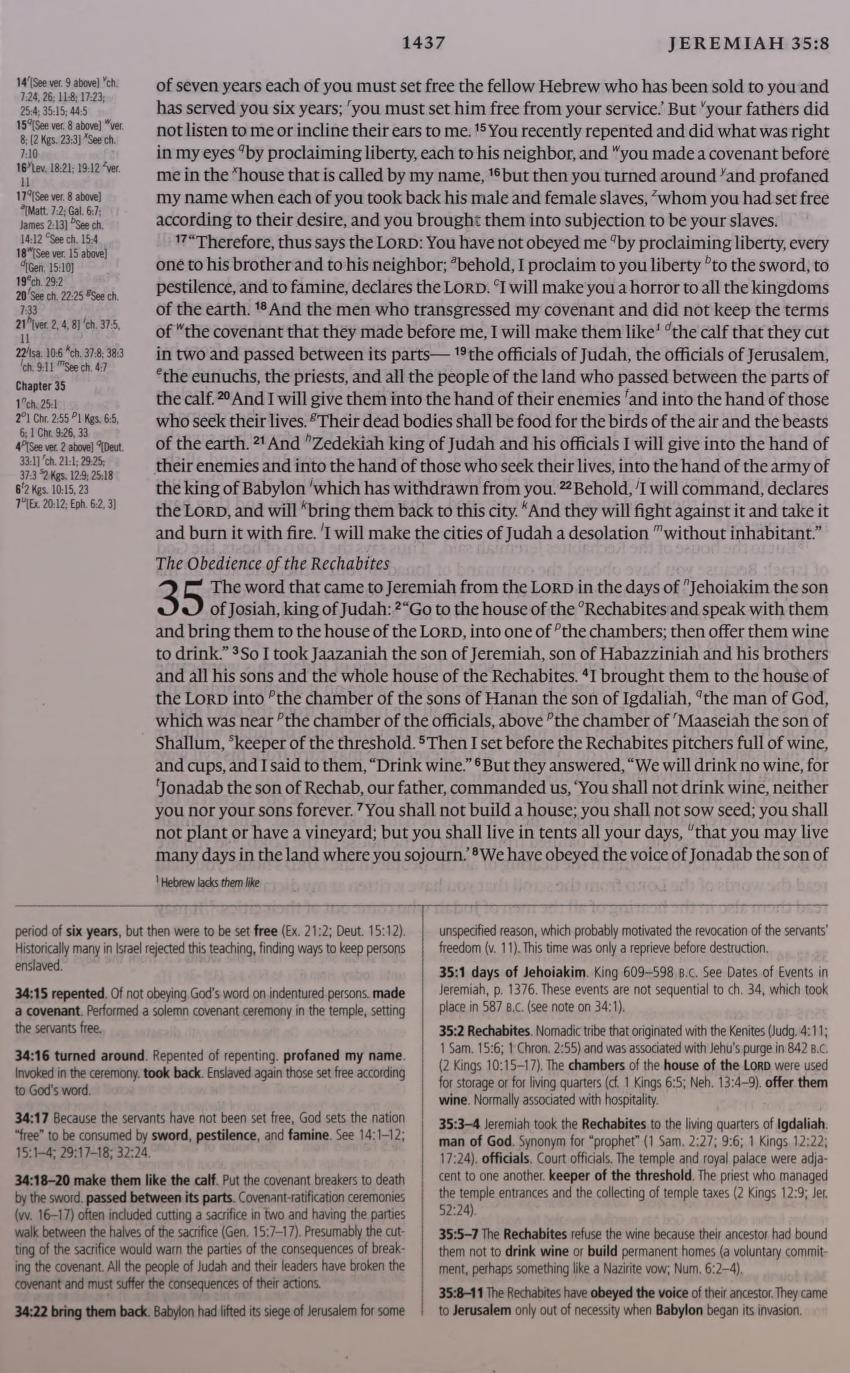 1437
JEREMIAH 35:8
14 r[See ver. 9 above] v ch.
7:24, 26; 11:8; 17:23;
25:4; 35:15; 44:5
15 q[See ver. 8 above] w ver.
8; [2 Kgs. 23:3] x See ch.
7:10
16 y Lev. 18:21; 19:12 z ver.
11
17 q[See ver. 8 above]
a[Matt. 7:2; Gal. 6:7;
James 2:13] b See ch.
14:12 c See ch. 15:4
18 w[See ver. 15 above]
d[Gen. 15:10]
19 e ch. 29:2
20 f See ch. 22:25 g See ch.
7:33
21 h[ver. 2, 4, 8] i ch. 37:5,
11
22 j Isa. 10:6 k ch. 37:8; 38:3
l ch. 9:11 m See ch. 4:7
Chapter 35
1 n ch. 25:1
2 o 1 Chr. 2:55 p 1 Kgs. 6:5,
6; 1 Chr. 9:26, 33
4 p[See ver. 2 above] q[Deut.
33:1] r ch. 21:1; 29:25;
37:3 s 2 Kgs. 12:9; 25:18
6 t 2 Kgs. 10:15, 23
7 u[Ex. 20:12; Eph. 6:2, 3]
of seven years each of you must set free the fellow Hebrew who has been sold to you and
has served you six years; r you must set him free from your service.’ But v your fathers did
not listen to me or incline their ears to me. 15 You recently repented and did what was right
in my eyes q by proclaiming liberty, each to his neighbor, and w you made a covenant before
me in the x house that is called by my name, 16 but then you turned around y and profaned
my name when each of you took back his male and female slaves, z whom you had set free
according to their desire, and you brought them into subjection to be your slaves.
17 “Therefore, thus says the LORD: You have not obeyed me q by proclaiming liberty, every
one to his brother and to his neighbor; a behold, I proclaim to you liberty b to the sword, to
pestilence, and to famine, declares the LORD. c I will make you a horror to all the kingdoms
of the earth. 18 And the men who transgressed my covenant and did not keep the terms
of w the covenant that they made before me, I will make them like1 d the calf that they cut
in two and passed between its parts— 19 the officials of Judah, the officials of Jerusalem,
e the eunuchs, the priests, and all the people of the land who passed between the parts of
the calf. 20 And I will give them into the hand of their enemies f and into the hand of those
who seek their lives. g Their dead bodies shall be food for the birds of the air and the beasts
of the earth. 21 And h Zedekiah king of Judah and his officials I will give into the hand of
their enemies and into the hand of those who seek their lives, into the hand of the army of
the king of Babylon i which has withdrawn from you. 22 Behold, j I will command, declares
the LORD, and will k bring them back to this city. k And they will fight against it and take it
and burn it with fire. l I will make the cities of Judah a desolation m without inhabitant.”
The Obedience of the Rechabites
35 The word that came to Jeremiah from the LORD in the days of n Jehoiakim the son
of Josiah, king of Judah: 2 “Go to the house of the o Rechabites and speak with them
and bring them to the house of the LORD, into one of p the chambers; then offer them wine
to drink.” 3 So I took Jaazaniah the son of Jeremiah, son of Habazziniah and his brothers
and all his sons and the whole house of the Rechabites. 4 I brought them to the house of
the LORD into p the chamber of the sons of Hanan the son of Igdaliah, q the man of God,
which was near p the chamber of the officials, above p the chamber of r Maaseiah the son of
Shallum, s keeper of the threshold. 5 Then I set before the Rechabites pitchers full of wine,
and cups, and I said to them, “Drink wine.” 6 But they answered, “We will drink no wine, for
t Jonadab the son of Rechab, our father, commanded us, ‘You shall not drink wine, neither
you nor your sons forever. 7 You shall not build a house; you shall not sow seed; you shall
not plant or have a vineyard; but you shall live in tents all your days, u that you may live
many days in the land where you sojourn.’ 8 We have obeyed the voice of Jonadab the son of
1 Hebrew lacks them like
period of six years, but then were to be set free (Ex. 21:2; Deut. 15:12).
Historically many in Israel rejected this teaching, finding ways to keep persons
enslaved.
34:15 repented. Of not obeying God's word on indentured persons. made
a covenant. Performed a solemn covenant ceremony in the temple, setting
the servants free.
34:16 turned around. Repented of repenting. profaned my name.
Invoked in the ceremony. took back. Enslaved again those set free according
to God's word.
34:17 Because the servants have not been set free, God sets the nation
“free” to be consumed by sword, pestilence, and famine. See 14:1–12;
15:1–4; 29:17–18; 32:24.
34:18–20 make them like the calf. Put the covenant breakers to death
by the sword. passed between its parts. Covenant-ratification ceremonies
(vv. 16–17) often included cutting a sacrifice in two and having the parties
walk between the halves of the sacrifice (Gen. 15:7–17). Presumably the cut-
ting of the sacrifice would warn the parties of the consequences of break-
ing the covenant. All the people of Judah and their leaders have broken the
covenant and must suffer the consequences of their actions.
34:22 bring them back. Babylon had lifted its siege of Jerusalem for some
unspecified reason, which probably motivated the revocation of the servants'
freedom (v. 11). This time was only a reprieve before destruction.
35:1 days of Jehoiakim. King 609–598 B.C. See Dates of Events in
Jeremiah, p. 1376. These events are not sequential to ch. 34, which took
place in 587 B.C. (see note on 34:1).
35:2 Rechabites. Nomadic tribe that originated with the Kenites (Judg. 4:11;
1 Sam. 15:6; 1 Chron. 2:55) and was associated with Jehu's purge in 842 B.C.
(2 Kings 10:15–17). The chambers of the house of the LORD were used
for storage or for living quarters (cf. 1 Kings 6:5; Neh. 13:4–9). offer them
wine. Normally associated with hospitality.
35:3–4 Jeremiah took the Rechabites to the living quarters of Igdaliah.
man of God. Synonym for “prophet” (1 Sam. 2:27; 9:6; 1 Kings 12:22;
17:24). officials. Court officials. The temple and royal palace were adja-
cent to one another. keeper of the threshold. The priest who managed
the temple entrances and the collecting of temple taxes (2 Kings 12:9; Jer.
52:24).
35:5–7 The Rechabites refuse the wine because their ancestor had bound
them not to drink wine or build permanent homes (a voluntary commit-
ment, perhaps something like a Nazirite vow; Num. 6:2–4).
35:8–11 The Rechabites have obeyed the voice of their ancestor. They came
to Jerusalem only out of necessity when Babylon began its invasion.